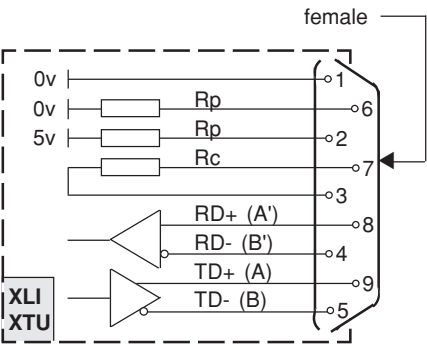 female
0v 1
0v Rp 6
5v Rp 2
Rc 7
3
RD+ (A') 8
RD- (B') 4
TD+ (A) 9
TD- (B) 5
XLI
XTU